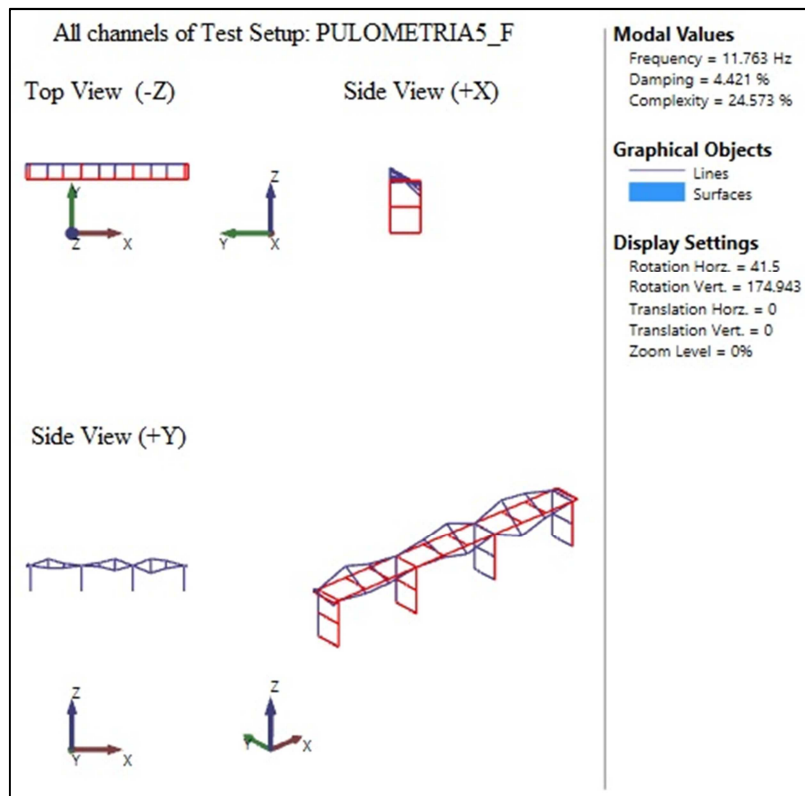 All channels of Test Setup: PULOMETRIA5_F
Top View (-Z)
Side View (+X)
Y
Z
X
Z
Y
X
Side View (+Y)
Z
Y
X
Z
Y
X
Modal Values
Frequency = 11.763 Hz
Damping = 4.421 %
Complexity = 24.573 %
Graphical Objects
Lines
Surfaces
Display Settings
Rotation Horz. = 41.5
Rotation Vert. = 174.943
Translation Horz. = 0
Translation Vert. = 0
Zoom Level = 0%